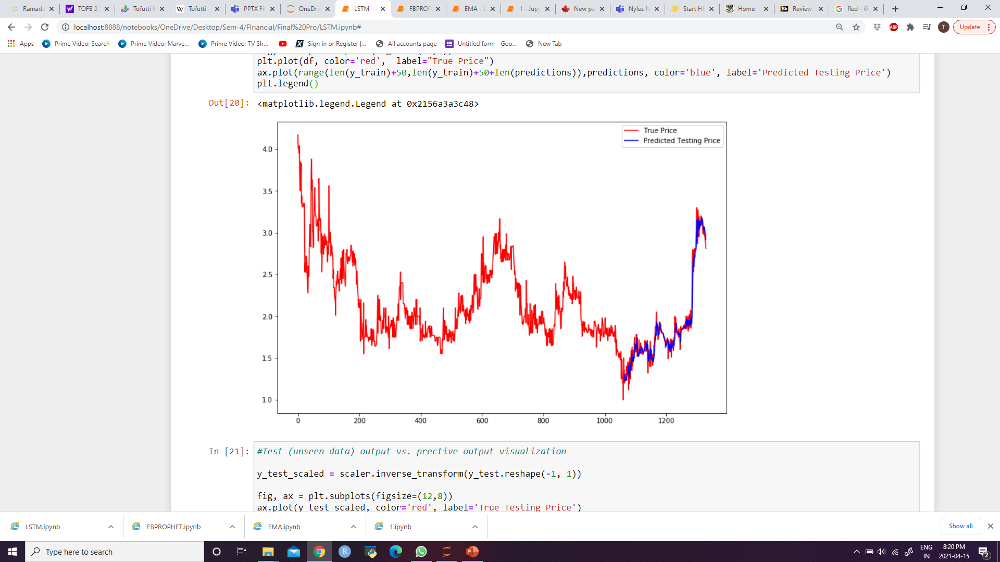 Ramada
TOFB 2.
Tofutti B
Tofutti -
PPTX Fil
OneDriv
LSTM -
FBPROP
EMA - J
1 - Jupy
New pa
Nyles N
Start HE
Home
Bb Review
fled - G
localhost:8888/notebooks/OneDrive/Desktop/Sem-4/FInancial/Final%20Pro/LSTM.ipynb#
ABP
T
Update
Apps
Prime Video: Search
Prime Video: Marve...
Prime Video: TV Sh...
Sign in or Register |...
All accounts page
Untitled form - Goo...
New Tab
plt.plot(df, color='red',  label="True Price")
ax.plot(range(len(y_train)+50,len(y_train)+50+len(predictions)),predictions, color='blue', label='Predicted Testing Price')
plt.legend()
Out[20]: <matplotlib.legend.Legend at 0x2156a3a3c48>
True Price
Predicted Testing Price
4.0
3.5
3.0
2.5
2.0
1.5
1.0
0 200 400 600 800 1000 1200
In [21]: #Test (unseen data) output vs. prective output visualization
y_test_scaled = scaler.inverse_transform(y_test.reshape(-1, 1))
fig, ax = plt.subplots(figsize=(12,8))
ax.plot(y_test_scaled, color='red', label='True Testing Price')
LSTM.ipynb
FBPROPHET.ipynb
EMA.ipynb
1.ipynb
Show all
Type here to search
R
P
ENG
IN
8:20 PM
2021-04-15
2